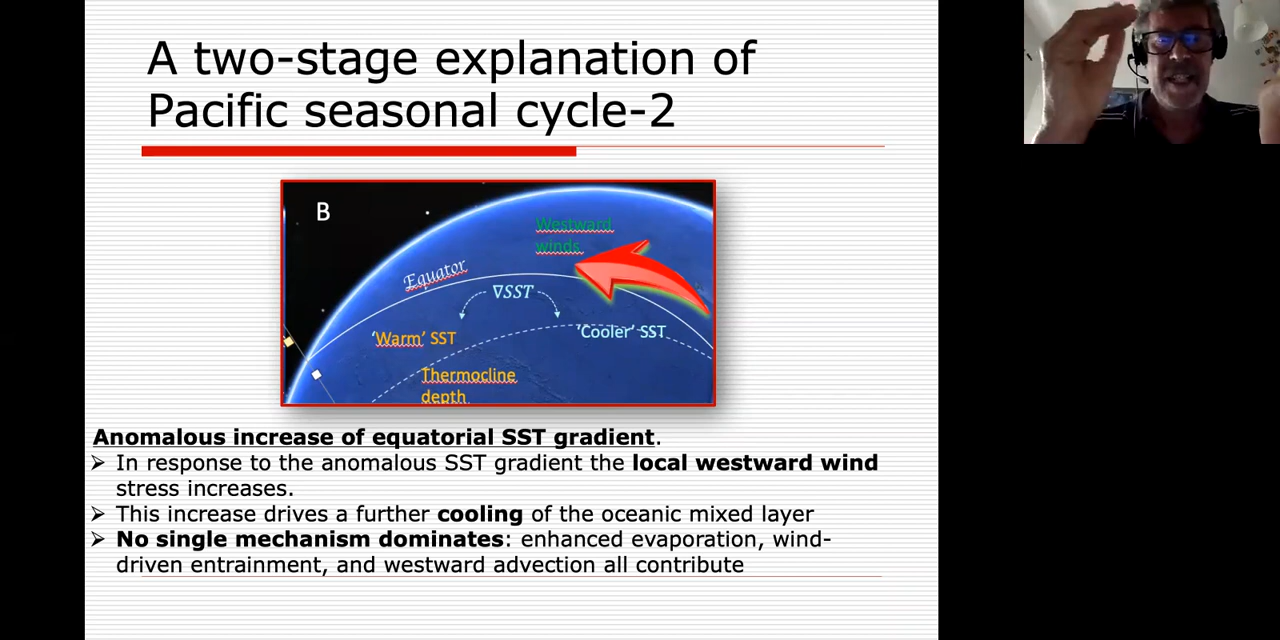 A two-stage explanation of
Pacific seasonal cycle-2
B
Westward
winds
Equator
∇SST
'Warm' SST
'Cooler' SST
Thermocline
depth
Anomalous increase of equatorial SST gradient.
➢ In response to the anomalous SST gradient the local westward wind
stress increases.
➢ This increase drives a further cooling of the oceanic mixed layer
➢ No single mechanism dominates: enhanced evaporation, wind-
driven entrainment, and westward advection all contribute